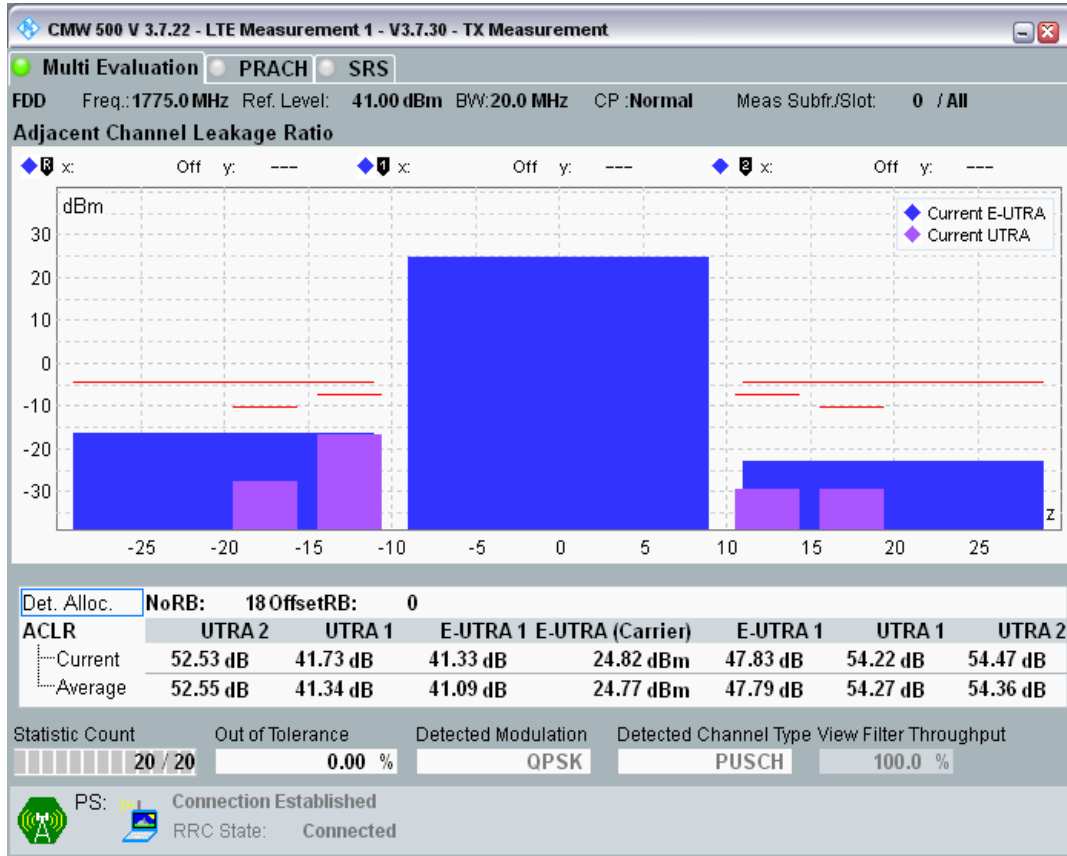 CMW 500 V 3.7.22 - LTE Measurement 1 - V3.7.30 - TX Measurement
Multi Evaluation PRACH SRS
FDD Freq.: 1775.0 MHz Ref. Level: 41.00 dBm BW: 20.0 MHz CP : Normal Meas Subfr./Slot: 0 / All
Adjacent Channel Leakage Ratio
R x: Off y: --- 1 x: Off y: --- 2 x: Off y: ---
dBm
Current E-UTRA
Current UTRA
30
20
10
0
-10
-20
-30
z
-25 -20 -15 -10 -5 0 5 10 15 20 25
Det. Alloc. NoRB: 18 OffsetRB: 0
ACLR UTRA 2 UTRA 1 E-UTRA 1 E-UTRA (Carrier) E-UTRA 1 UTRA 1 UTRA 2
Current 52.53 dB 41.73 dB 41.33 dB 24.82 dBm 47.83 dB 54.22 dB 54.47 dB
Average 52.55 dB 41.34 dB 41.09 dB 24.77 dBm 47.79 dB 54.27 dB 54.36 dB
Statistic Count Out of Tolerance Detected Modulation Detected Channel Type View Filter Throughput
20 / 20 0.00 % QPSK PUSCH 100.0 %
PS: Connection Established
RRC State: Connected